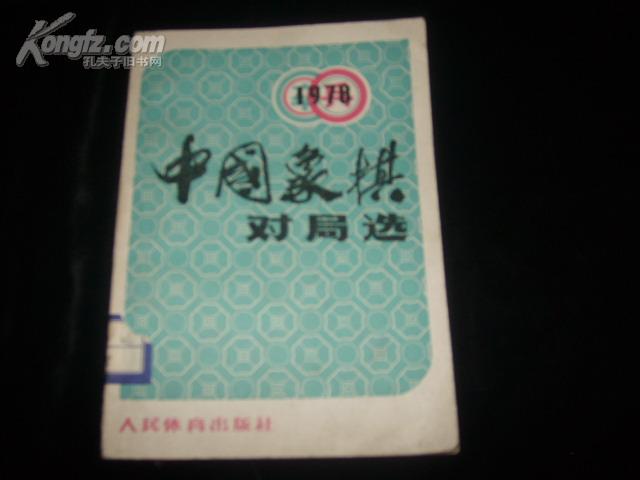 Kongfz.com
孔夫子旧书网
1978
中國象棋
对局选
人民体育出版社